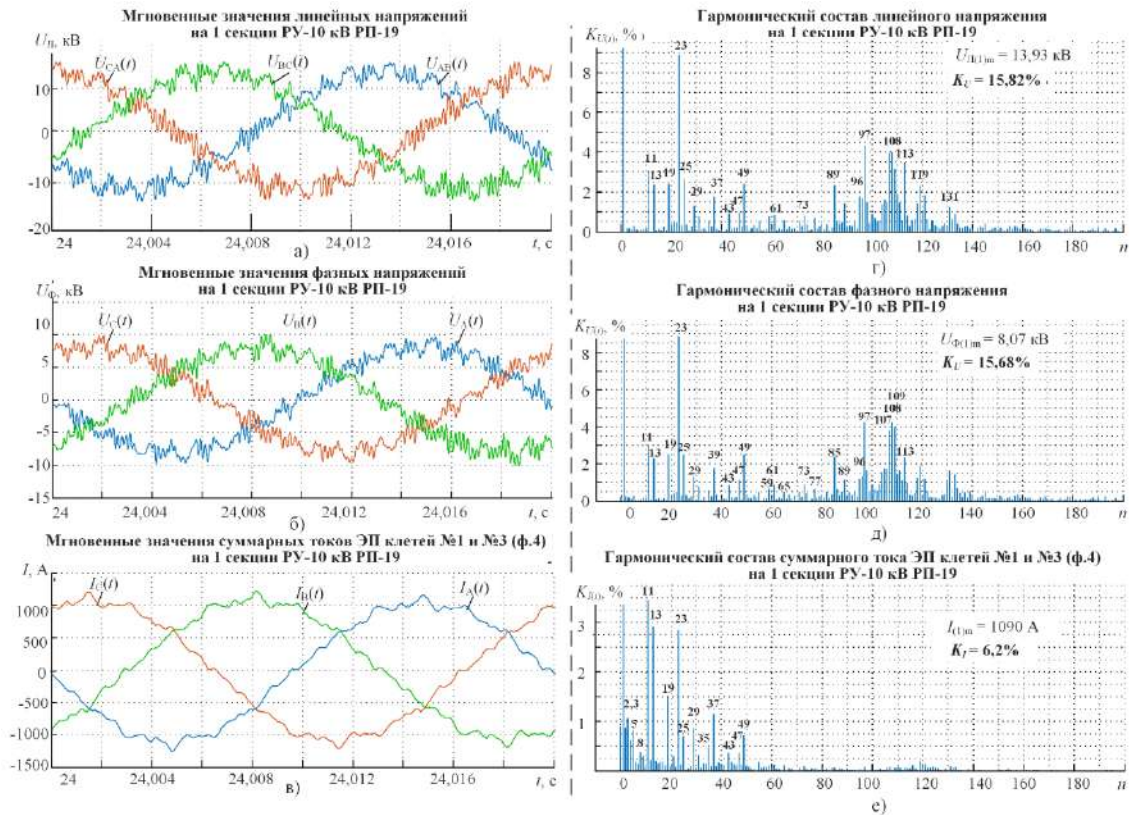 Мгновенные значения линейных напряжений
на 1 секции РУ-10 кВ РП-19
U_Л, кВ
U_CA(t)
U_BC(t)
U_AB(t)
10
0
-10
-20
24
24,004
24,008
24,012
24,016
t, с
а)
Мгновенные значения фазных напряжений
на 1 секции РУ-10 кВ РП-19
U_Ф, кВ
U_C(t)
U_B(t)
U_A(t)
10
5
0
-5
-10
-15
24
24,004
24,008
24,012
24,016
t, с
б)
Мгновенные значения суммарных токов ЭП клетей №1 и №3 (ф.4)
на 1 секции РУ-10 кВ РП-19
I, А
I_C(t)
I_B(t)
I_A(t)
1000
500
0
-500
-1000
-1500
24
24,004
24,008
24,012
24,016
t, с
в)
Гармонический состав линейного напряжения
на 1 секции РУ-10 кВ РП-19
K_U(i), %
U_Л(1)m = 13,93 кВ
K_U = 15,82%
8
6
4
2
0
23
11
13
19
25
29
37
43
47
49
61
73
89
96
97
108
113
119
131
0 20 40 60 80 100 120 140 160 180 n
г)
Гармонический состав фазного напряжения
на 1 секции РУ-10 кВ РП-19
K_U(i), %
U_Ф(1)m = 8,07 кВ
K_U = 15,68%
8
6
4
2
0
23
11
13
19
25
29
39
43
47
49
59
61
65
73
77
85
89
96
97
107
108
109
113
0 20 40 60 80 100 120 140 160 180 n
д)
Гармонический состав суммарного тока ЭП клетей №1 и №3 (ф.4)
на 1 секции РУ-10 кВ РП-19
K_I(i), %
I_(1)m = 1090 А
K_I = 6,2%
3
2
1
0
2,3
5
8
11
13
19
23
25
29
35
37
43
47
49
0 20 40 60 80 100 120 140 160 180 n
е)